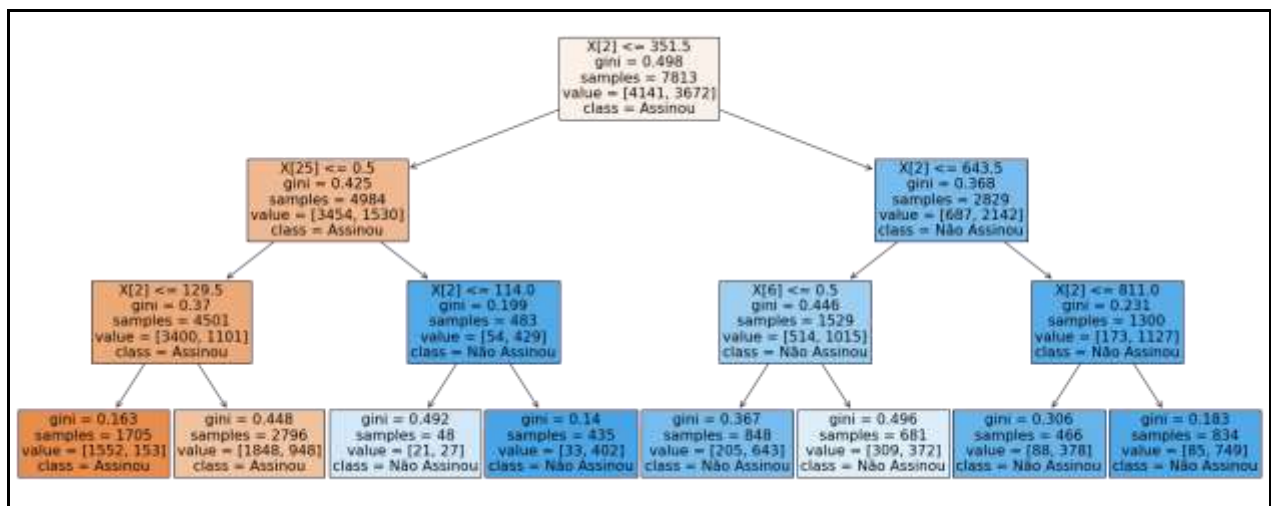 X[2] <= 351.5
gini = 0.498
samples = 7813
value = [4141, 3672]
class = Assinou
X[25] <= 0.5
gini = 0.425
samples = 4984
value = [3454, 1530]
class = Assinou
X[2] <= 643.5
gini = 0.368
samples = 2829
value = [687, 2142]
class = Não Assinou
X[2] <= 129.5
gini = 0.37
samples = 4501
value = [3400, 1101]
class = Assinou
X[2] <= 114.0
gini = 0.199
samples = 483
value = [54, 429]
class = Não Assinou
X[6] <= 0.5
gini = 0.446
samples = 1529
value = [514, 1015]
class = Não Assinou
X[2] <= 811.0
gini = 0.231
samples = 1300
value = [173, 1127]
class = Não Assinou
gini = 0.163
samples = 1705
value = [1552, 153]
class = Assinou
gini = 0.448
samples = 2796
value = [1848, 948]
class = Assinou
gini = 0.492
samples = 48
value = [21, 27]
class = Não Assinou
gini = 0.14
samples = 435
value = [33, 402]
class = Não Assinou
gini = 0.367
samples = 848
value = [205, 643]
class = Não Assinou
gini = 0.496
samples = 681
value = [309, 372]
class = Não Assinou
gini = 0.306
samples = 466
value = [88, 378]
class = Não Assinou
gini = 0.183
samples = 834
value = [85, 749]
class = Não Assinou